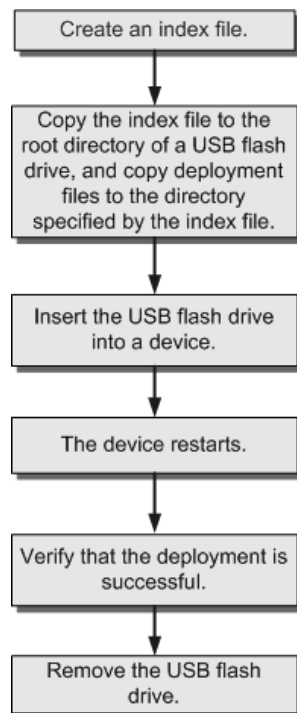 Create an index file.
Copy the index file to the
root directory of a USB flash
drive, and copy deployment
files to the directory
specified by the index file.
Insert the USB flash drive
into a device.
The device restarts.
Verify that the deployment is
successful.
Remove the USB flash
drive.